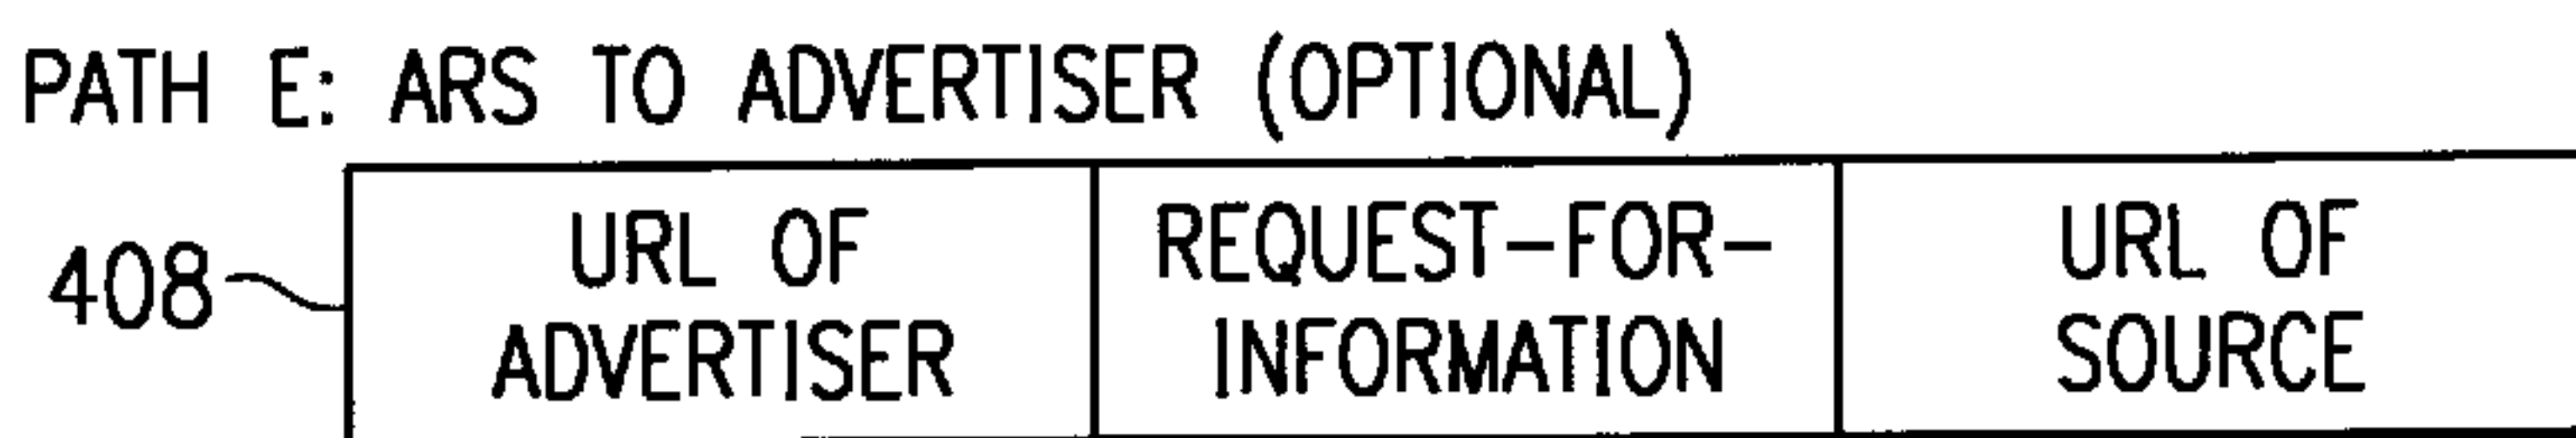 PATH E: ARS TO ADVERTISER (OPTIONAL)
408
URL OF
ADVERTISER
REQUEST-FOR-
INFORMATION
URL OF
SOURCE